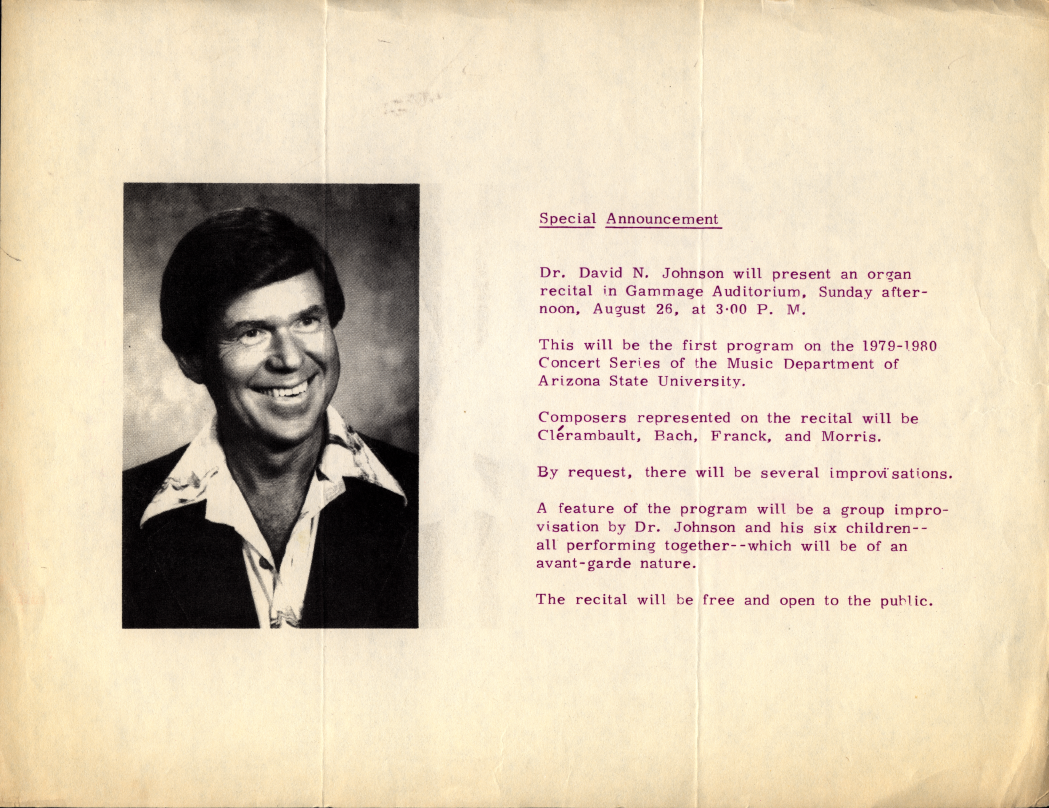 Special Announcement
Dr. David N. Johnson will present an organ
recital in Gammage Auditorium, Sunday after-
noon, August 26, at 3:00 P. M.
This will be the first program on the 1979-1980
Concert Series of the Music Department of
Arizona State University.
Composers represented on the recital will be
Clérambault, Bach, Franck, and Morris.
By request, there will be several improvisations.
A feature of the program will be a group impro-
visation by Dr. Johnson and his six children--
all performing together--which will be of an
avant-garde nature.
The recital will be free and open to the public.